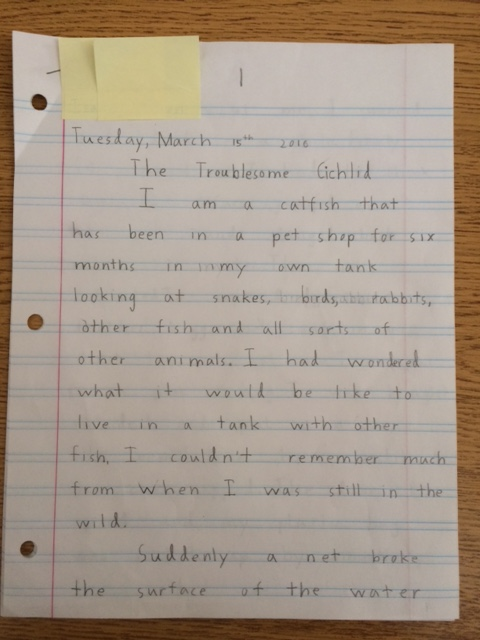 1
Tuesday, March 15th 2016
The Troublesome Cichlid
I am a catfish that
has been in a pet shop for six
months in my own tank
looking at snakes, birds, rabbits,
other fish and all sorts of
other animals. I had wondered
what it would be like to
live in a tank with other
fish, I couldn't remember much
from when I was still in the
wild.
Suddenly a net broke
the surface of the water